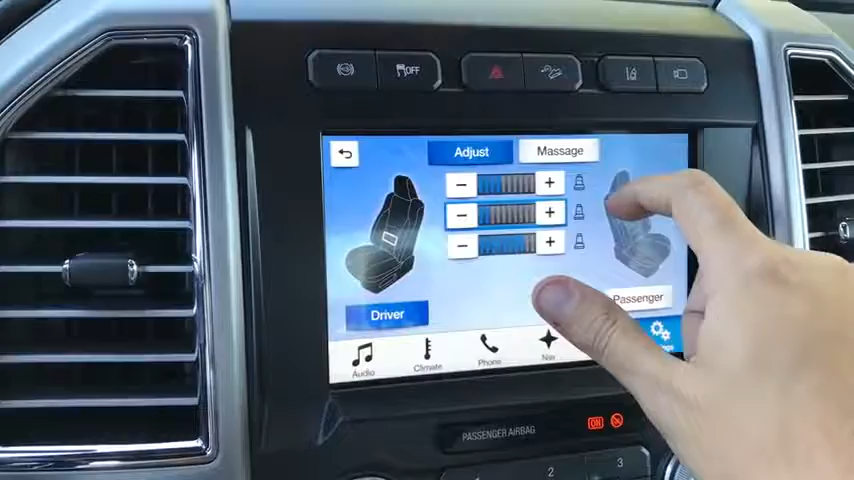 OFF
Adjust
Massage
Driver
Passenger
Audio
Climate
Phone
Nav
PASSENGER AIRBAG
ON
2
3